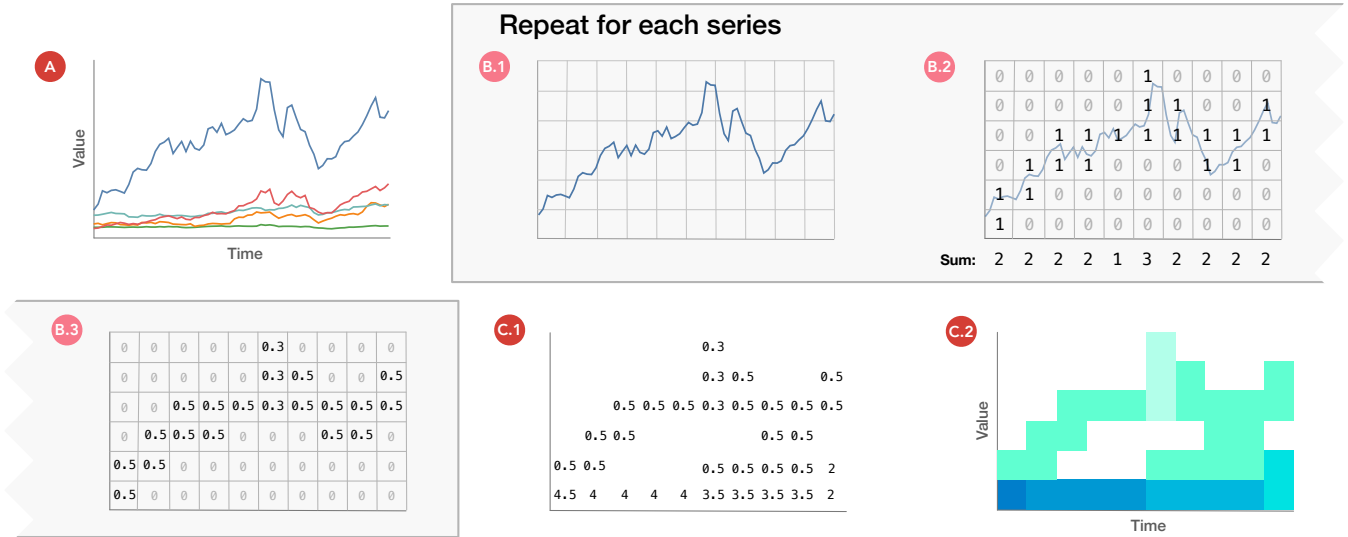 Repeat for each series
A
Value
Time
B.1
B.2
0 0 0 0 0 1 0 0 0 0
0 0 0 0 0 1 1 0 0 1
0 0 1 1 1 1 1 1 1 1
0 1 1 1 0 0 0 1 1 0
1 1 0 0 0 0 0 0 0 0
1 0 0 0 0 0 0 0 0 0
Sum: 2 2 2 2 1 3 2 2 2 2
B.3
0 0 0 0 0 0.3 0 0 0 0
0 0 0 0 0 0.3 0.5 0 0 0.5
0 0 0.5 0.5 0.5 0.3 0.5 0.5 0.5 0.5
0 0.5 0.5 0.5 0 0 0 0.5 0.5 0
0.5 0.5 0 0 0 0 0 0 0 0
0.5 0 0 0 0 0 0 0 0 0
C.1
0.3
0.3 0.5 0.5
0.5 0.5 0.5 0.3 0.5 0.5 0.5 0.5
0.5 0.5 0.5 0.5
0.5 0.5 0.5 0.5 0.5 0.5 2
4.5 4 4 4 4 3.5 3.5 3.5 3.5 2
C.2
Value
Time